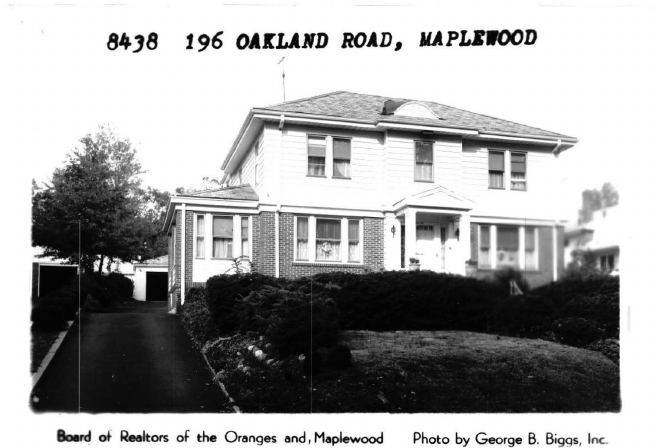 8438 196 OAKLAND ROAD, MAPLEWOOD
Board of Realtors of the Oranges and, Maplewood Photo by George B. Biggs, Inc.